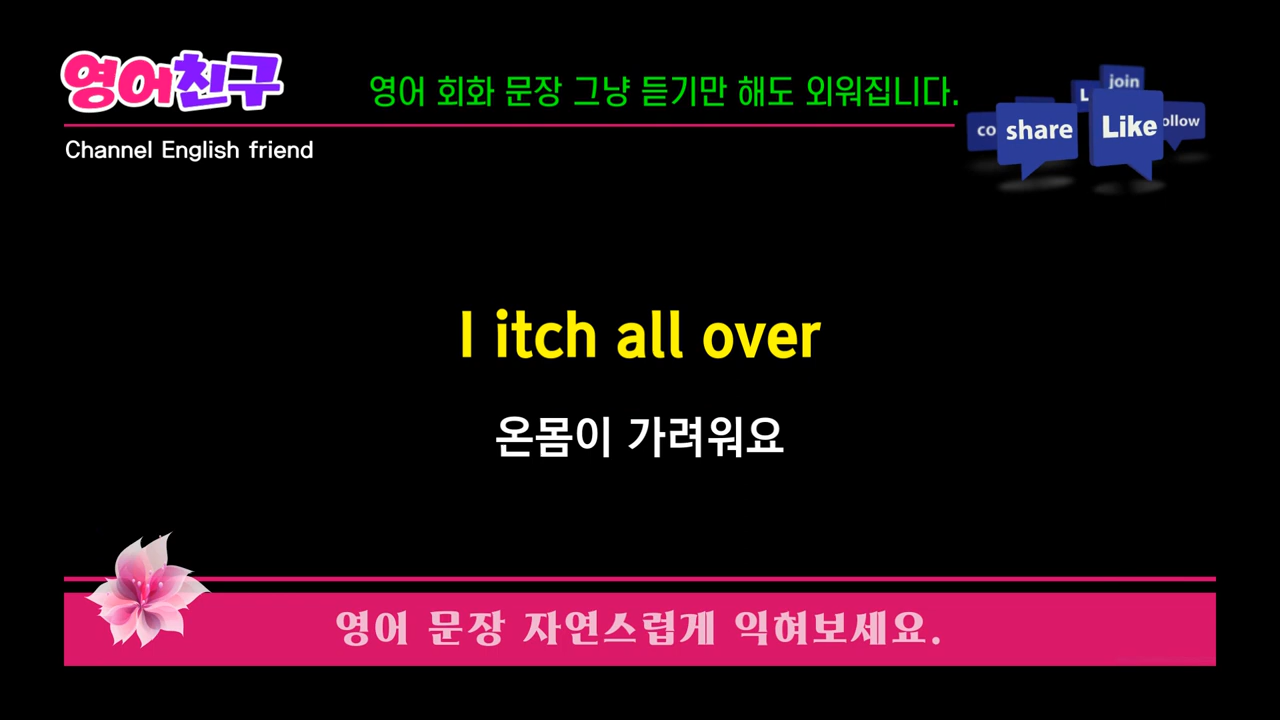 영어친구
영어 회화 문장 그냥 듣기만 해도 외워집니다.
join
L
co
share
Like
ollow
Channel English friend
I itch all over
온몸이 가려워요
영어 문장 자연스럽게 익혀보세요.